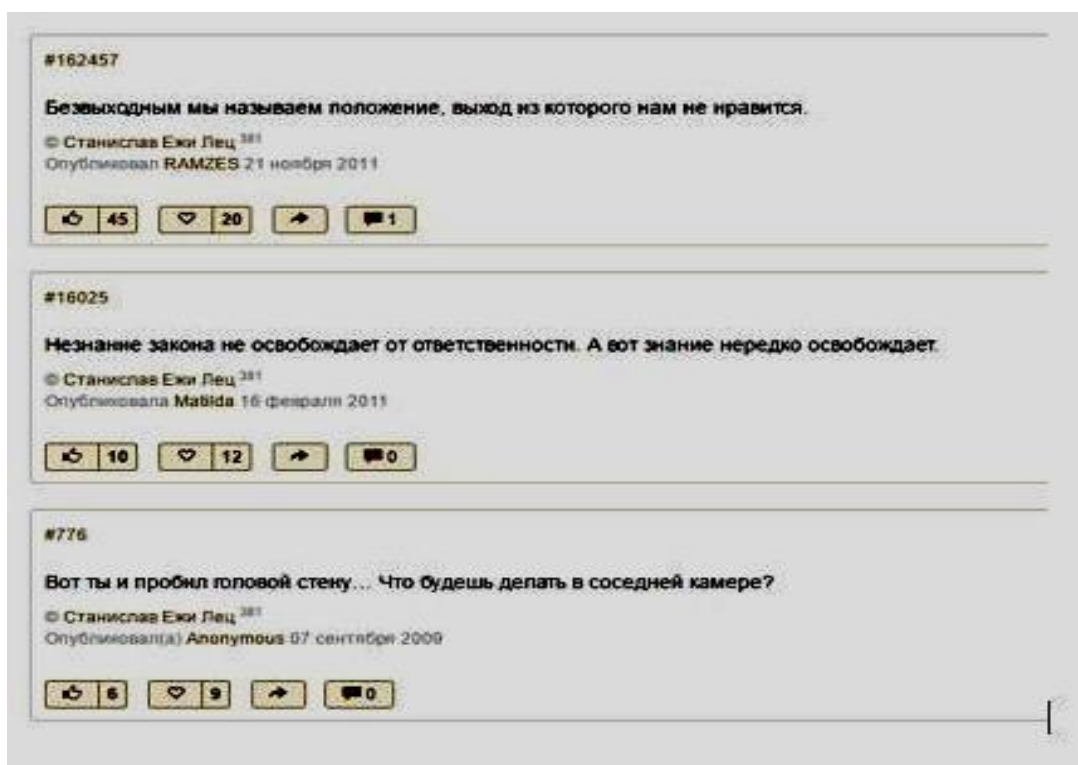 #162457
Безвыходным мы называем положение, выход из которого нам не нравится.
© Станислав Ежи Лец 381
Опубликовал RAMZES 21 ноября 2011
45 20 1
#16025
Незнание закона не освобождает от ответственности. А вот знание нередко освобождает.
© Станислав Ежи Лец 381
Опубликовала Matilda 16 февраля 2011
10 12 0
#776
Вот ты и пробил головой стену... Что будешь делать в соседней камере?
© Станислав Ежи Лец 381
Опубликовал(а) Anonymous 07 сентября 2009
6 9 0